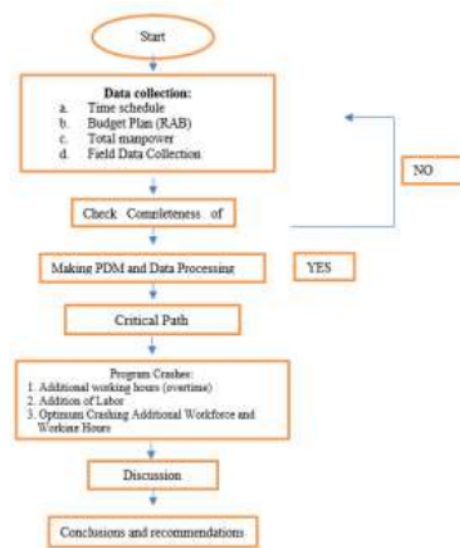 Start
Data collection:
a. Time schedule
b. Budget Plan (RAB)
c. Total manpower
d. Field Data Collection
NO
Check Completeness of
Making PDM and Data Processing
YES
Critical Path
Program Crashes:
1. Additional working hours (overtime)
2. Addition of Labor
3. Optimum Crashing Additional Workforce and
Working Hours
Discussion
Conclusions and recommendations